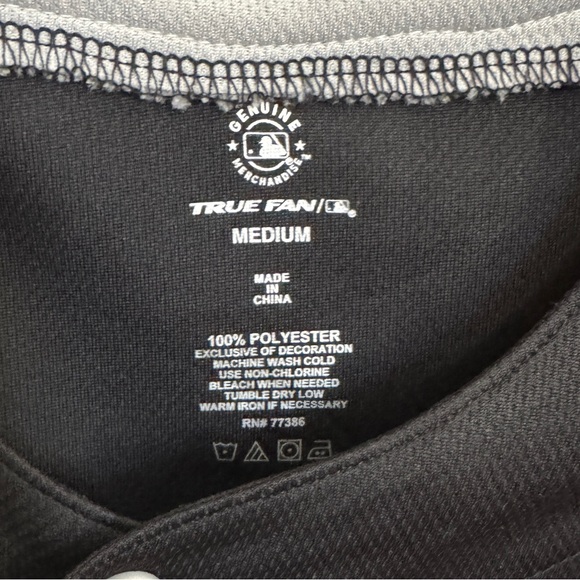 GENUINE
MERCHANDISE™
TRUE FAN/®
MEDIUM
MADE
IN
CHINA
100% POLYESTER
EXCLUSIVE OF DECORATION
MACHINE WASH COLD
USE NON-CHLORINE
BLEACH WHEN NEEDED
TUMBLE DRY LOW
WARM IRON IF NECESSARY
RN# 77386